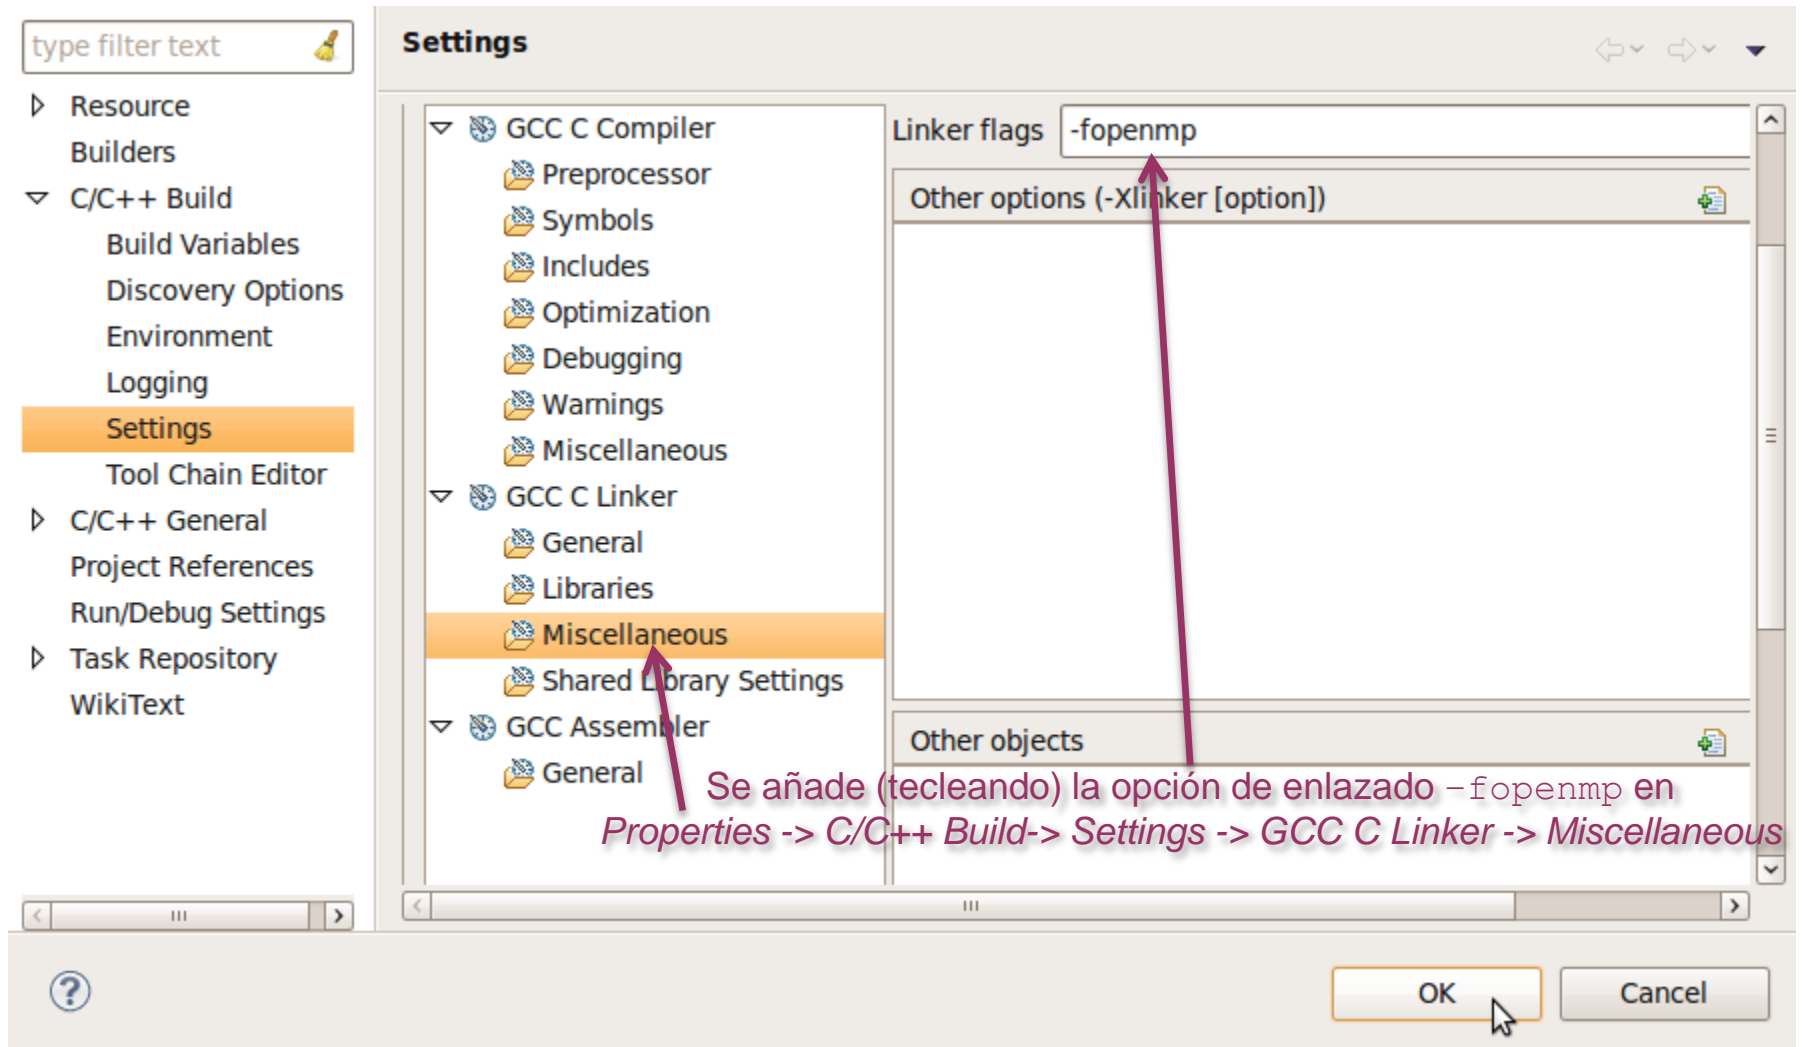 type filter text
Resource
Builders
C/C++ Build
Build Variables
Discovery Options
Environment
Logging
Settings
Tool Chain Editor
C/C++ General
Project References
Run/Debug Settings
Task Repository
WikiText
Settings
GCC C Compiler
Preprocessor
Symbols
Includes
Optimization
Debugging
Warnings
Miscellaneous
GCC C Linker
General
Libraries
Miscellaneous
Shared Library Settings
GCC Assembler
General
Linker flags -fopenmp
Other options (-Xlinker [option])
Other objects
Se añade (tecleando) la opción de enlazado -fopenmp en
Properties -> C/C++ Build-> Settings -> GCC C Linker -> Miscellaneous
OK Cancel